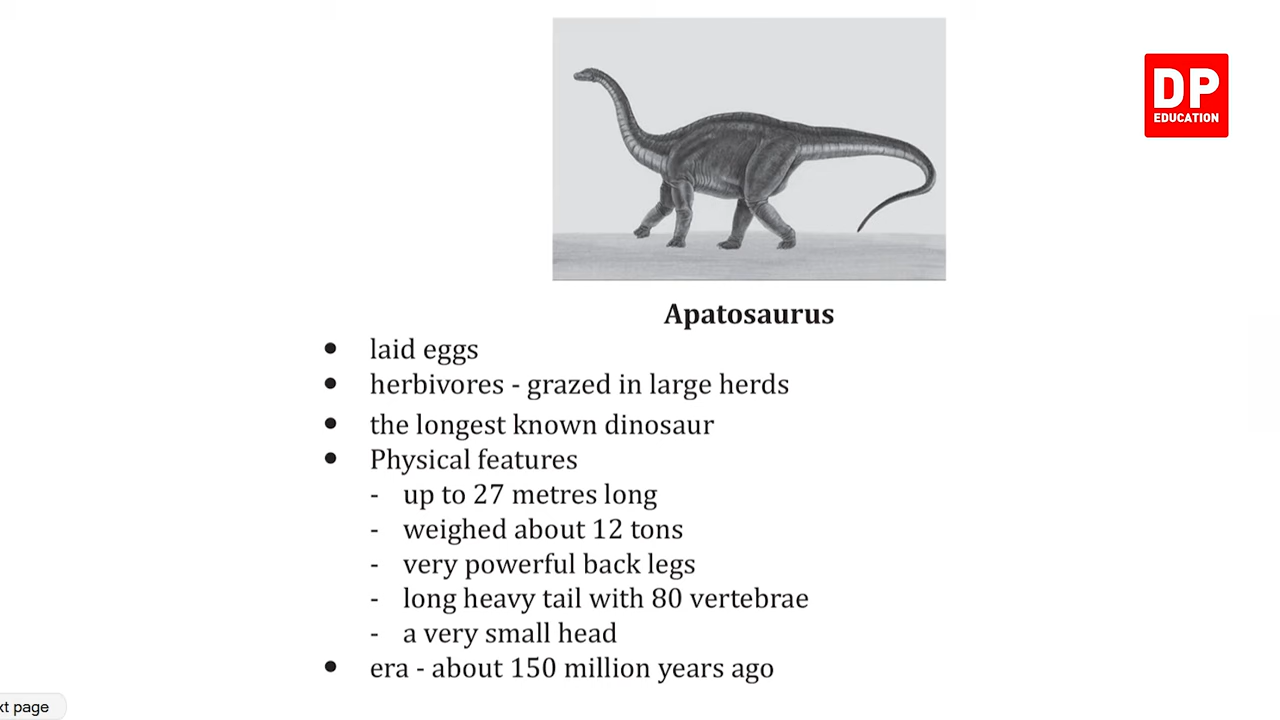 DP
EDUCATION
Apatosaurus
• laid eggs
• herbivores - grazed in large herds
• the longest known dinosaur
• Physical features
- up to 27 metres long
- weighed about 12 tons
- very powerful back legs
- long heavy tail with 80 vertebrae
- a very small head
• era - about 150 million years ago
xt page